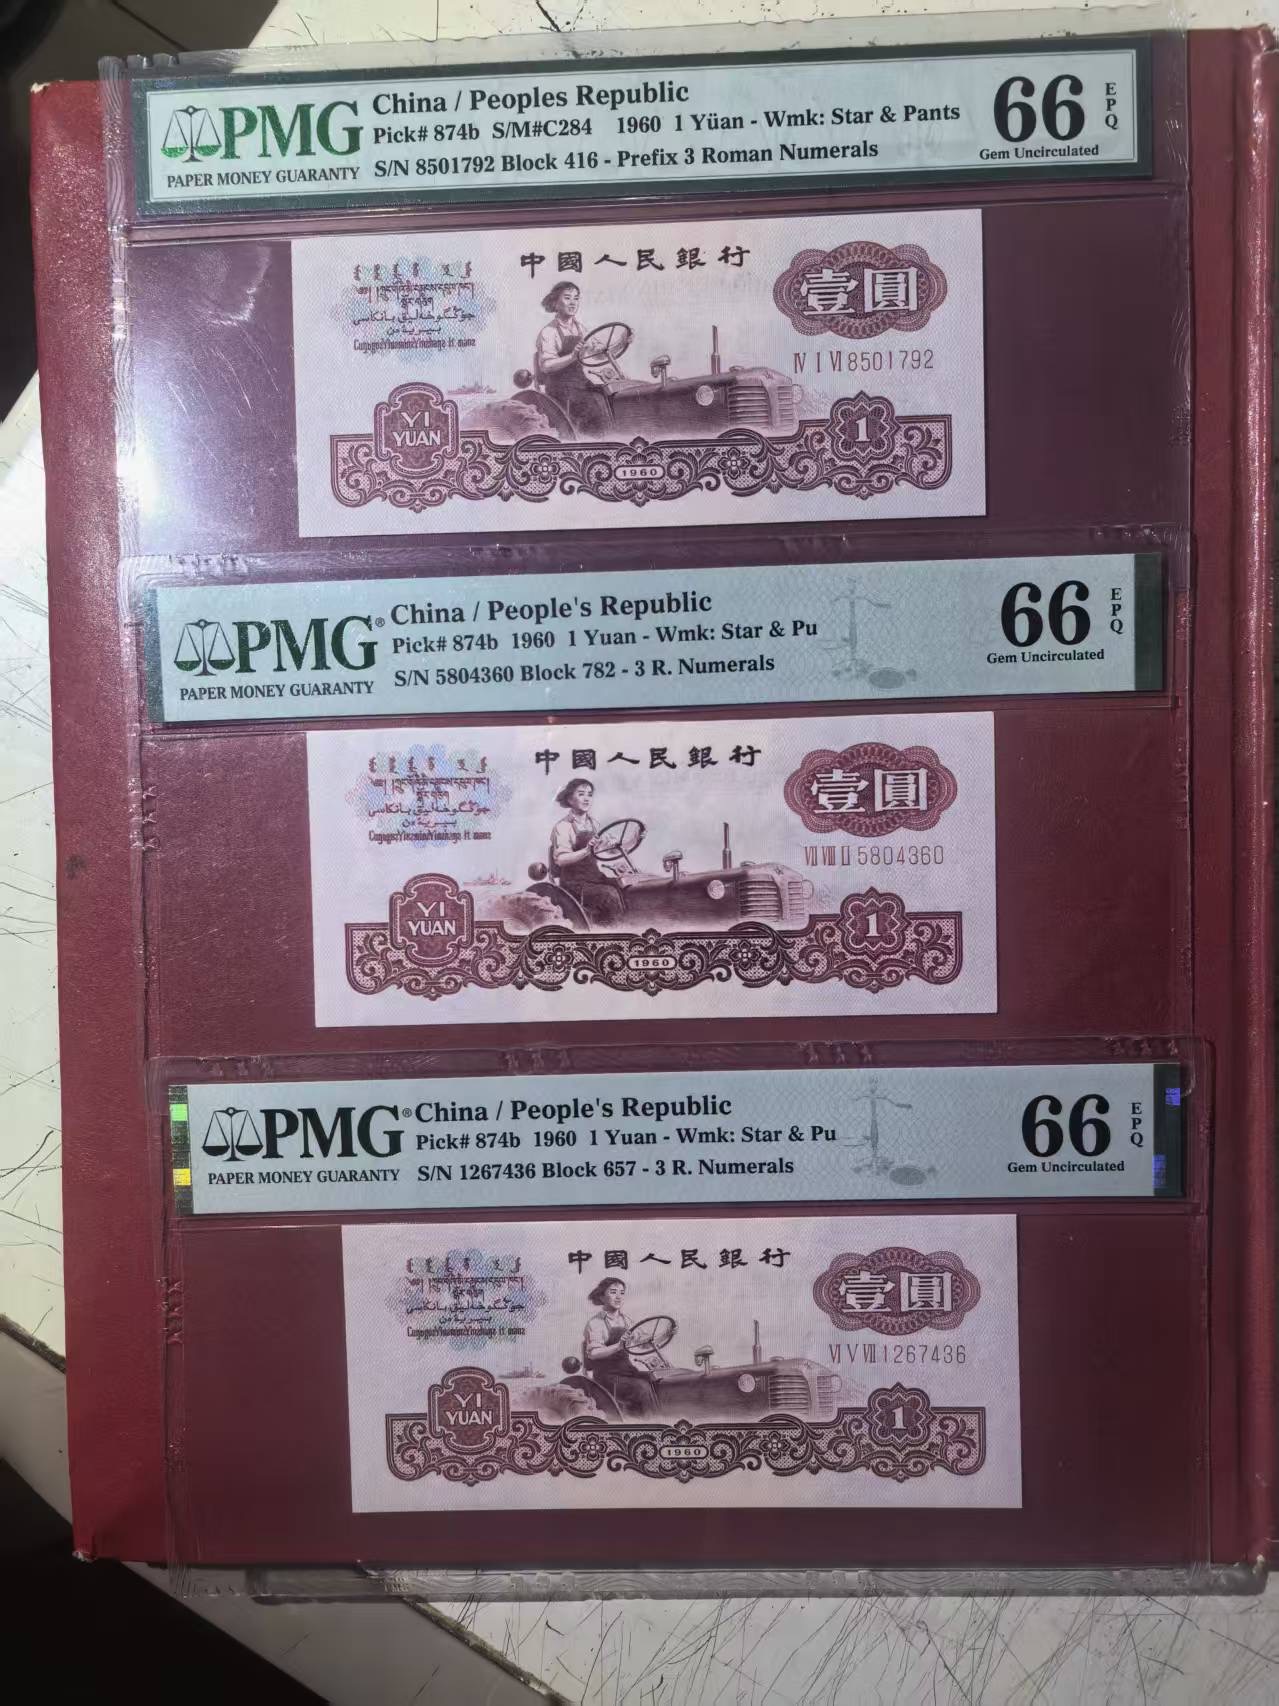 PMG
PAPER MONEY GUARANTY
China / Peoples Republic
Pick# 874b S/M#C284 1960 1 Yüan - Wmk: Star & Pants
S/N 8501792 Block 416 - Prefix 3 Roman Numerals
66
EPQ
Gem Uncirculated
中國人民銀行
壹圓
Ⅳ Ⅰ Ⅵ 8501792
YI
YUAN
1
1960
PMG®
PAPER MONEY GUARANTY
China / People's Republic
Pick# 874b 1960 1 Yuan - Wmk: Star & Pu
S/N 5804360 Block 782 - 3 R. Numerals
66
EPQ
Gem Uncirculated
中國人民銀行
壹圓
Ⅶ Ⅷ Ⅱ 5804360
YI
YUAN
1
1960
PMG®
PAPER MONEY GUARANTY
China / People's Republic
Pick# 874b 1960 1 Yuan - Wmk: Star & Pu
S/N 1267436 Block 657 - 3 R. Numerals
66
EPQ
Gem Uncirculated
中國人民銀行
壹圓
Ⅵ Ⅴ Ⅶ 1267436
YI
YUAN
1
1960